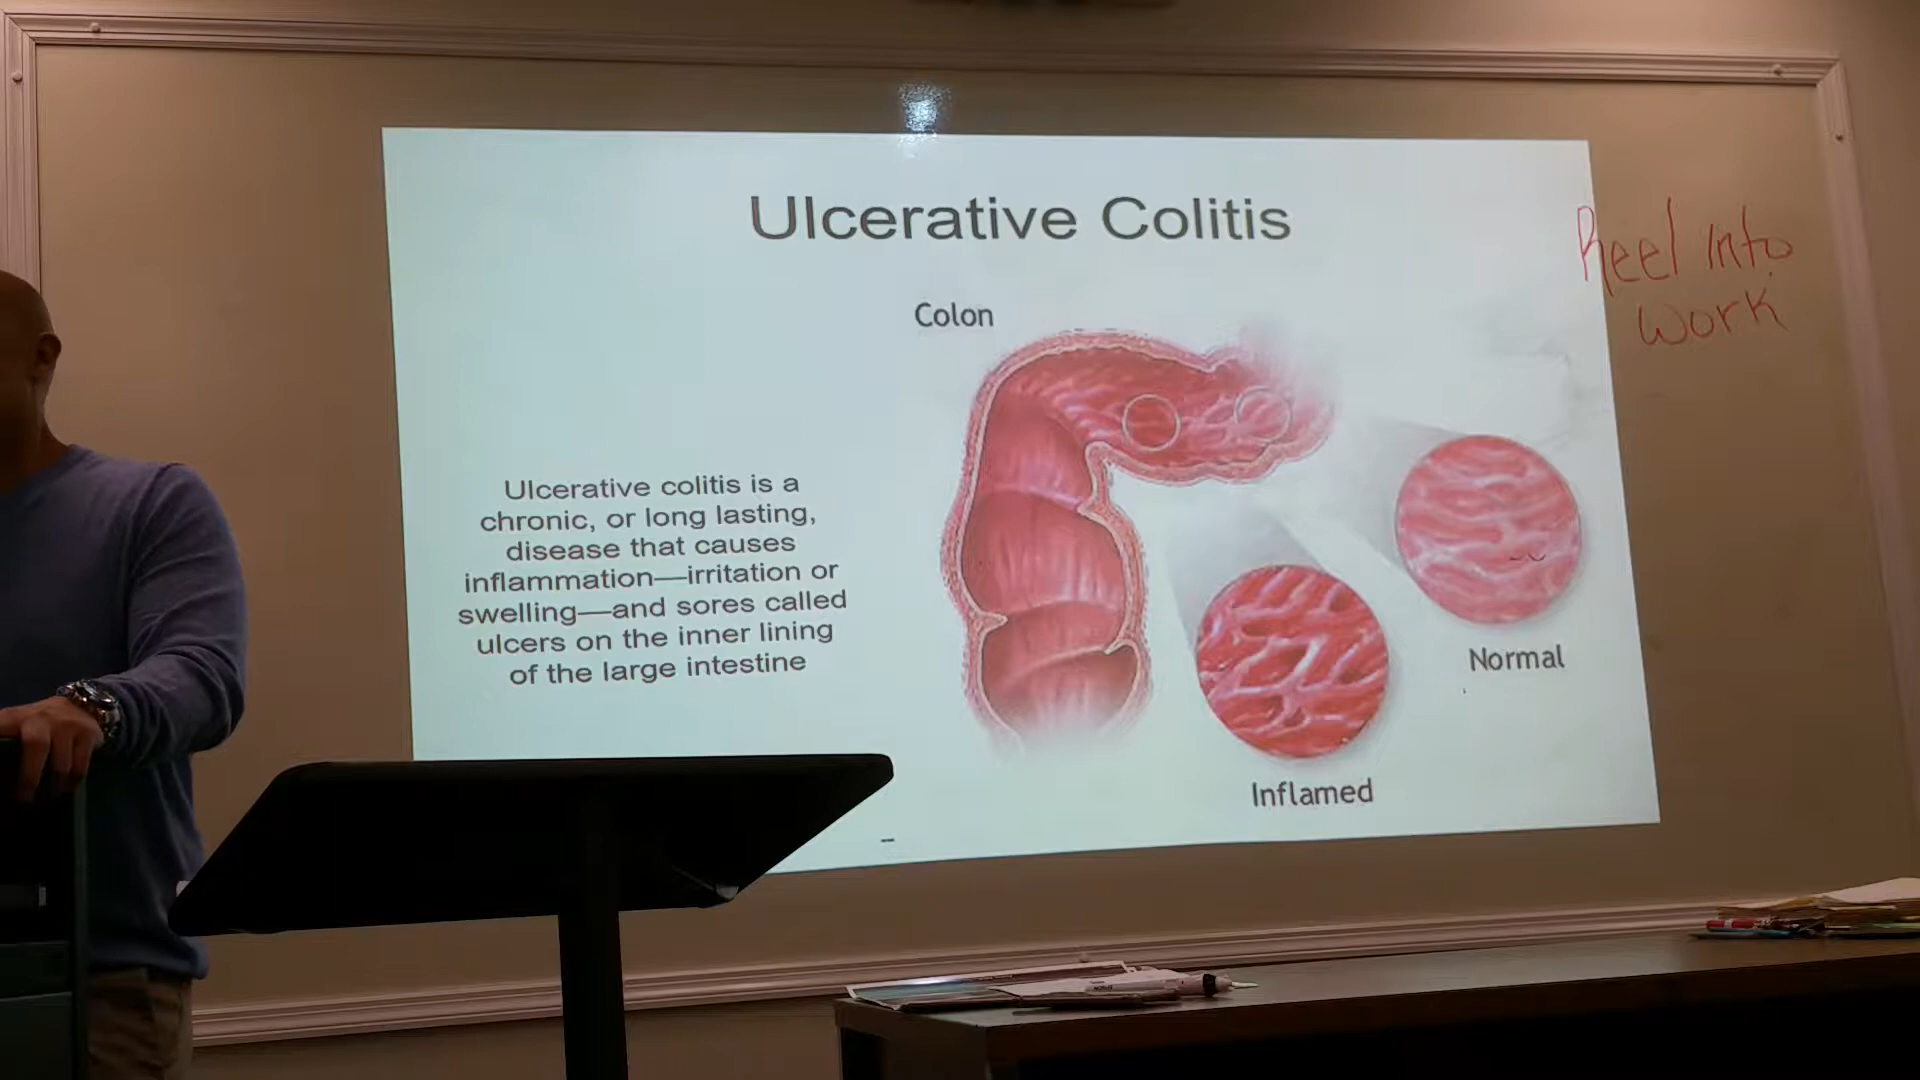 Ulcerative Colitis
Colon
Ulcerative colitis is a
chronic, or long lasting,
disease that causes
inflammation—irritation or
swelling—and sores called
ulcers on the inner lining
of the large intestine
Normal
Inflamed
Reel into
work